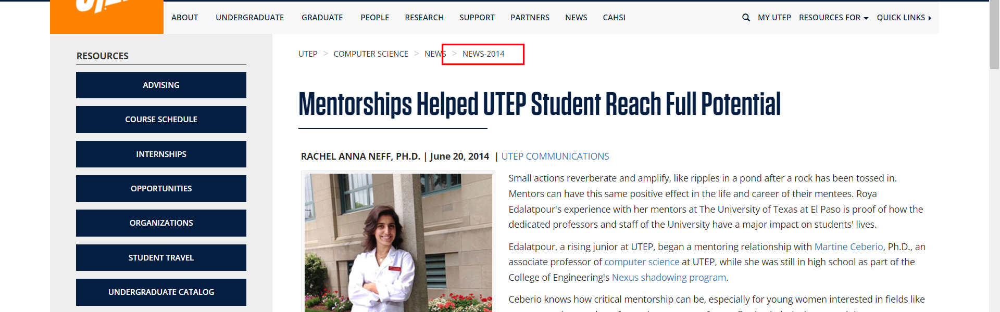 ABOUT UNDERGRADUATE GRADUATE PEOPLE RESEARCH SUPPORT PARTNERS NEWS CAHSI MY UTEP RESOURCES FOR QUICK LINKS
RESOURCES
ADVISING
COURSE SCHEDULE
INTERNSHIPS
OPPORTUNITIES
ORGANIZATIONS
STUDENT TRAVEL
UNDERGRADUATE CATALOG
UTEP > COMPUTER SCIENCE > NEWS > NEWS-2014
Mentorships Helped UTEP Student Reach Full Potential
RACHEL ANNA NEFF, PH.D. | June 20, 2014 | UTEP COMMUNICATIONS
Small actions reverberate and amplify, like ripples in a pond after a rock has been tossed in.
Mentors can have this same positive effect in the life and career of their mentees. Roya
Edalatpour's experience with her mentors at The University of Texas at El Paso is proof of how the
dedicated professors and staff of the University have a major impact on students' lives.
Edalatpour, a rising junior at UTEP, began a mentoring relationship with Martine Ceberio, Ph.D., an
associate professor of computer science at UTEP, while she was still in high school as part of the
College of Engineering's Nexus shadowing program.
Ceberio knows how critical mentorship can be, especially for young women interested in fields like